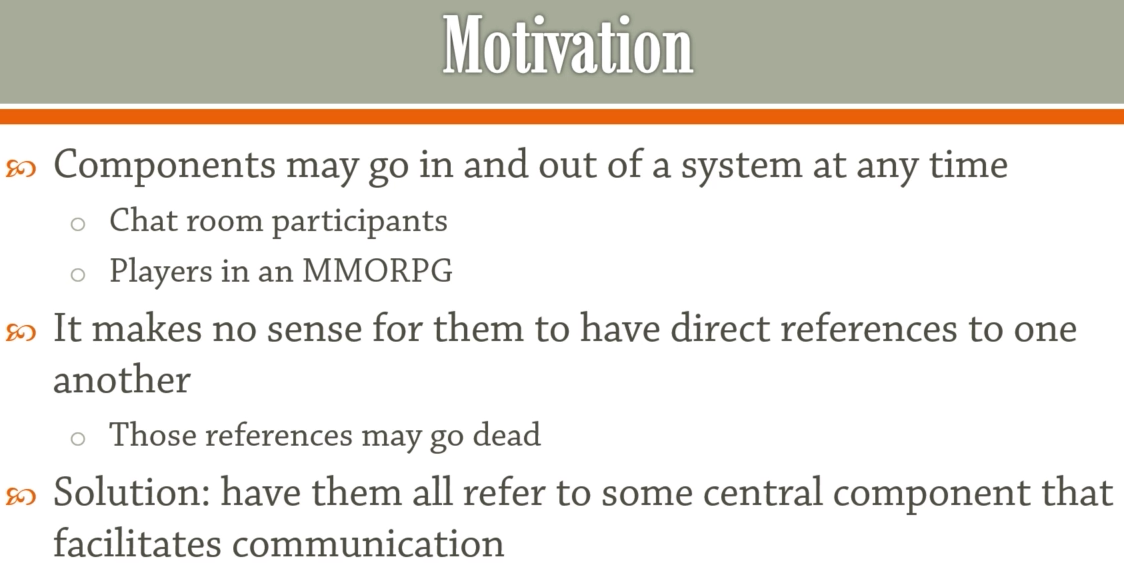 Motivation
Components may go in and out of a system at any time
Chat room participants
Players in an MMORPG
It makes no sense for them to have direct references to one
another
Those references may go dead
Solution: have them all refer to some central component that
facilitates communication